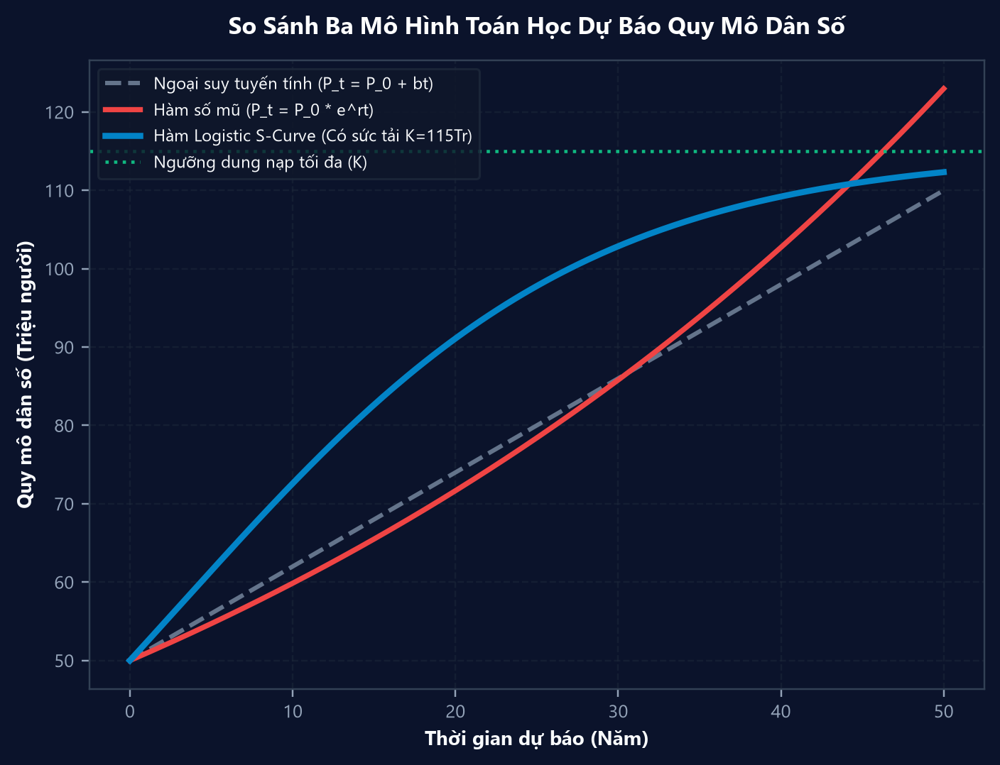 So Sánh Ba Mô Hình Toán Học Dự Báo Quy Mô Dân Số
Ngoại suy tuyến tính (P_t = P_0 + bt)
Hàm số mũ (P_t = P_0 * e^rt)
Hàm Logistic S-Curve (Có sức tải K=115Tr)
Ngưỡng dung nạp tối đa (K)
Quy mô dân số (Triệu người)
120
110
100
90
80
70
60
50
0 10 20 30 40 50
Thời gian dự báo (Năm)